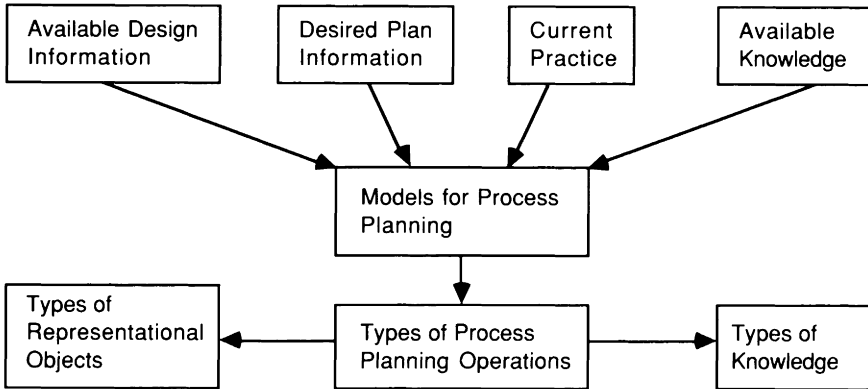 Available Design
Information
Desired Plan
Information
Current
Practice
Available
Knowledge
Models for Process
Planning
Types of
Representational
Objects
Types of Process
Planning Operations
Types of
Knowledge